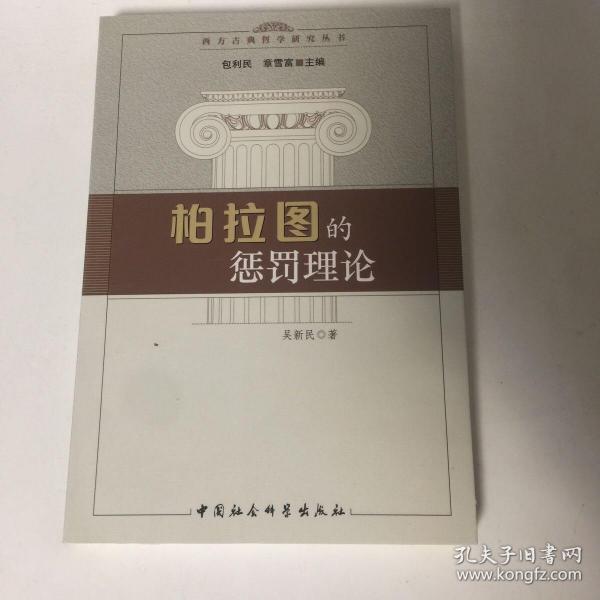 西方古典哲学研究丛书
包利民 章雪富■主编
柏拉图的
惩罚理论
吴新民◎著
中国社会科学出版社
孔夫子旧书网
www.kongfz.com